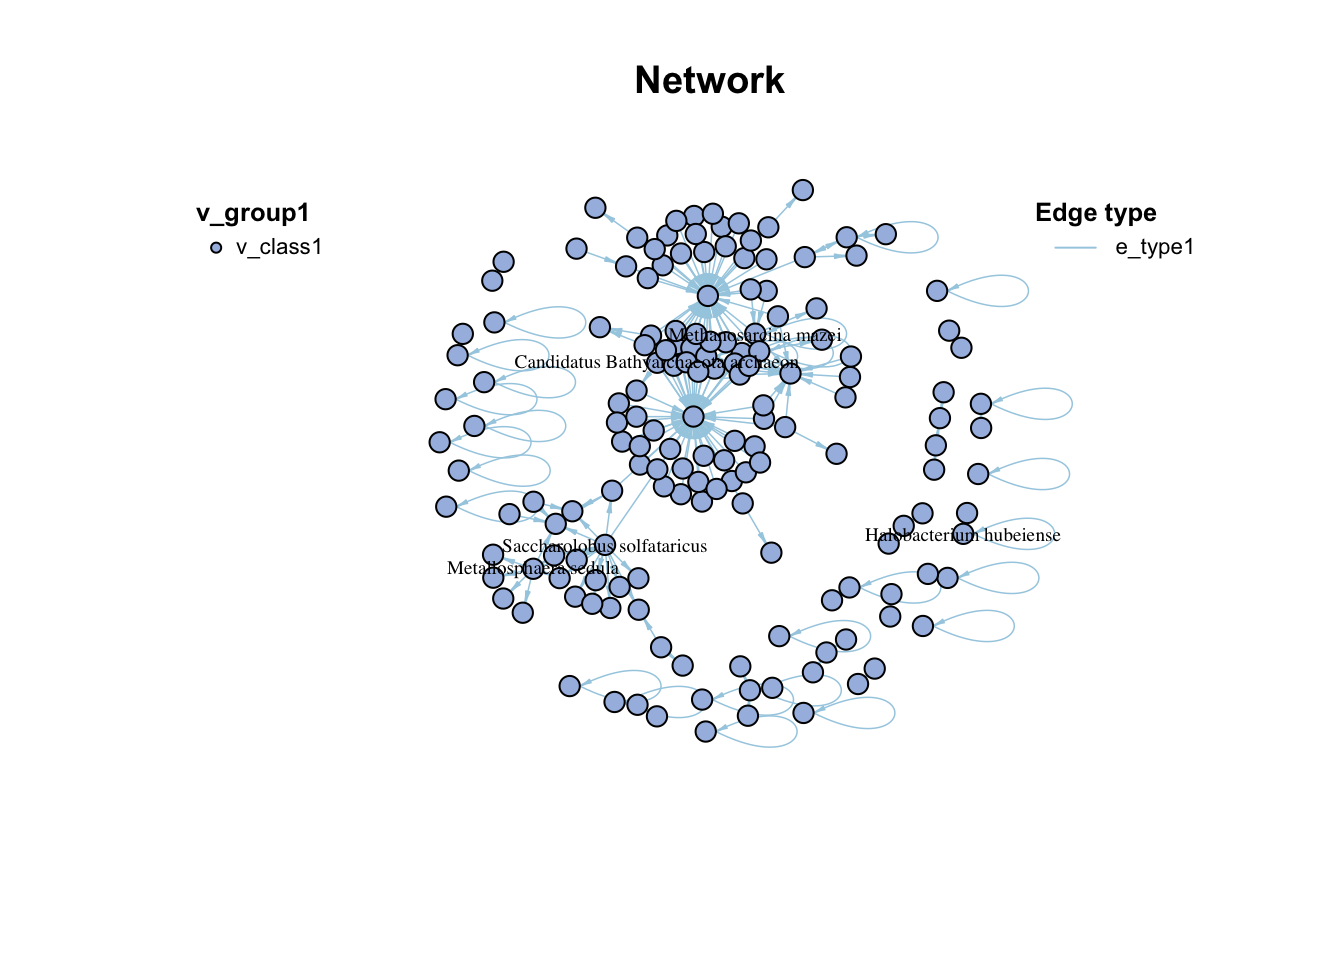 Network
v_group1
v_class1
Edge type
e_type1
Methanosarcina mazei
Candidatus Bathyarchaeota archaeon
Halobacterium hubeiense
Saccharolobus solfataricus
Metallosphaera sedula